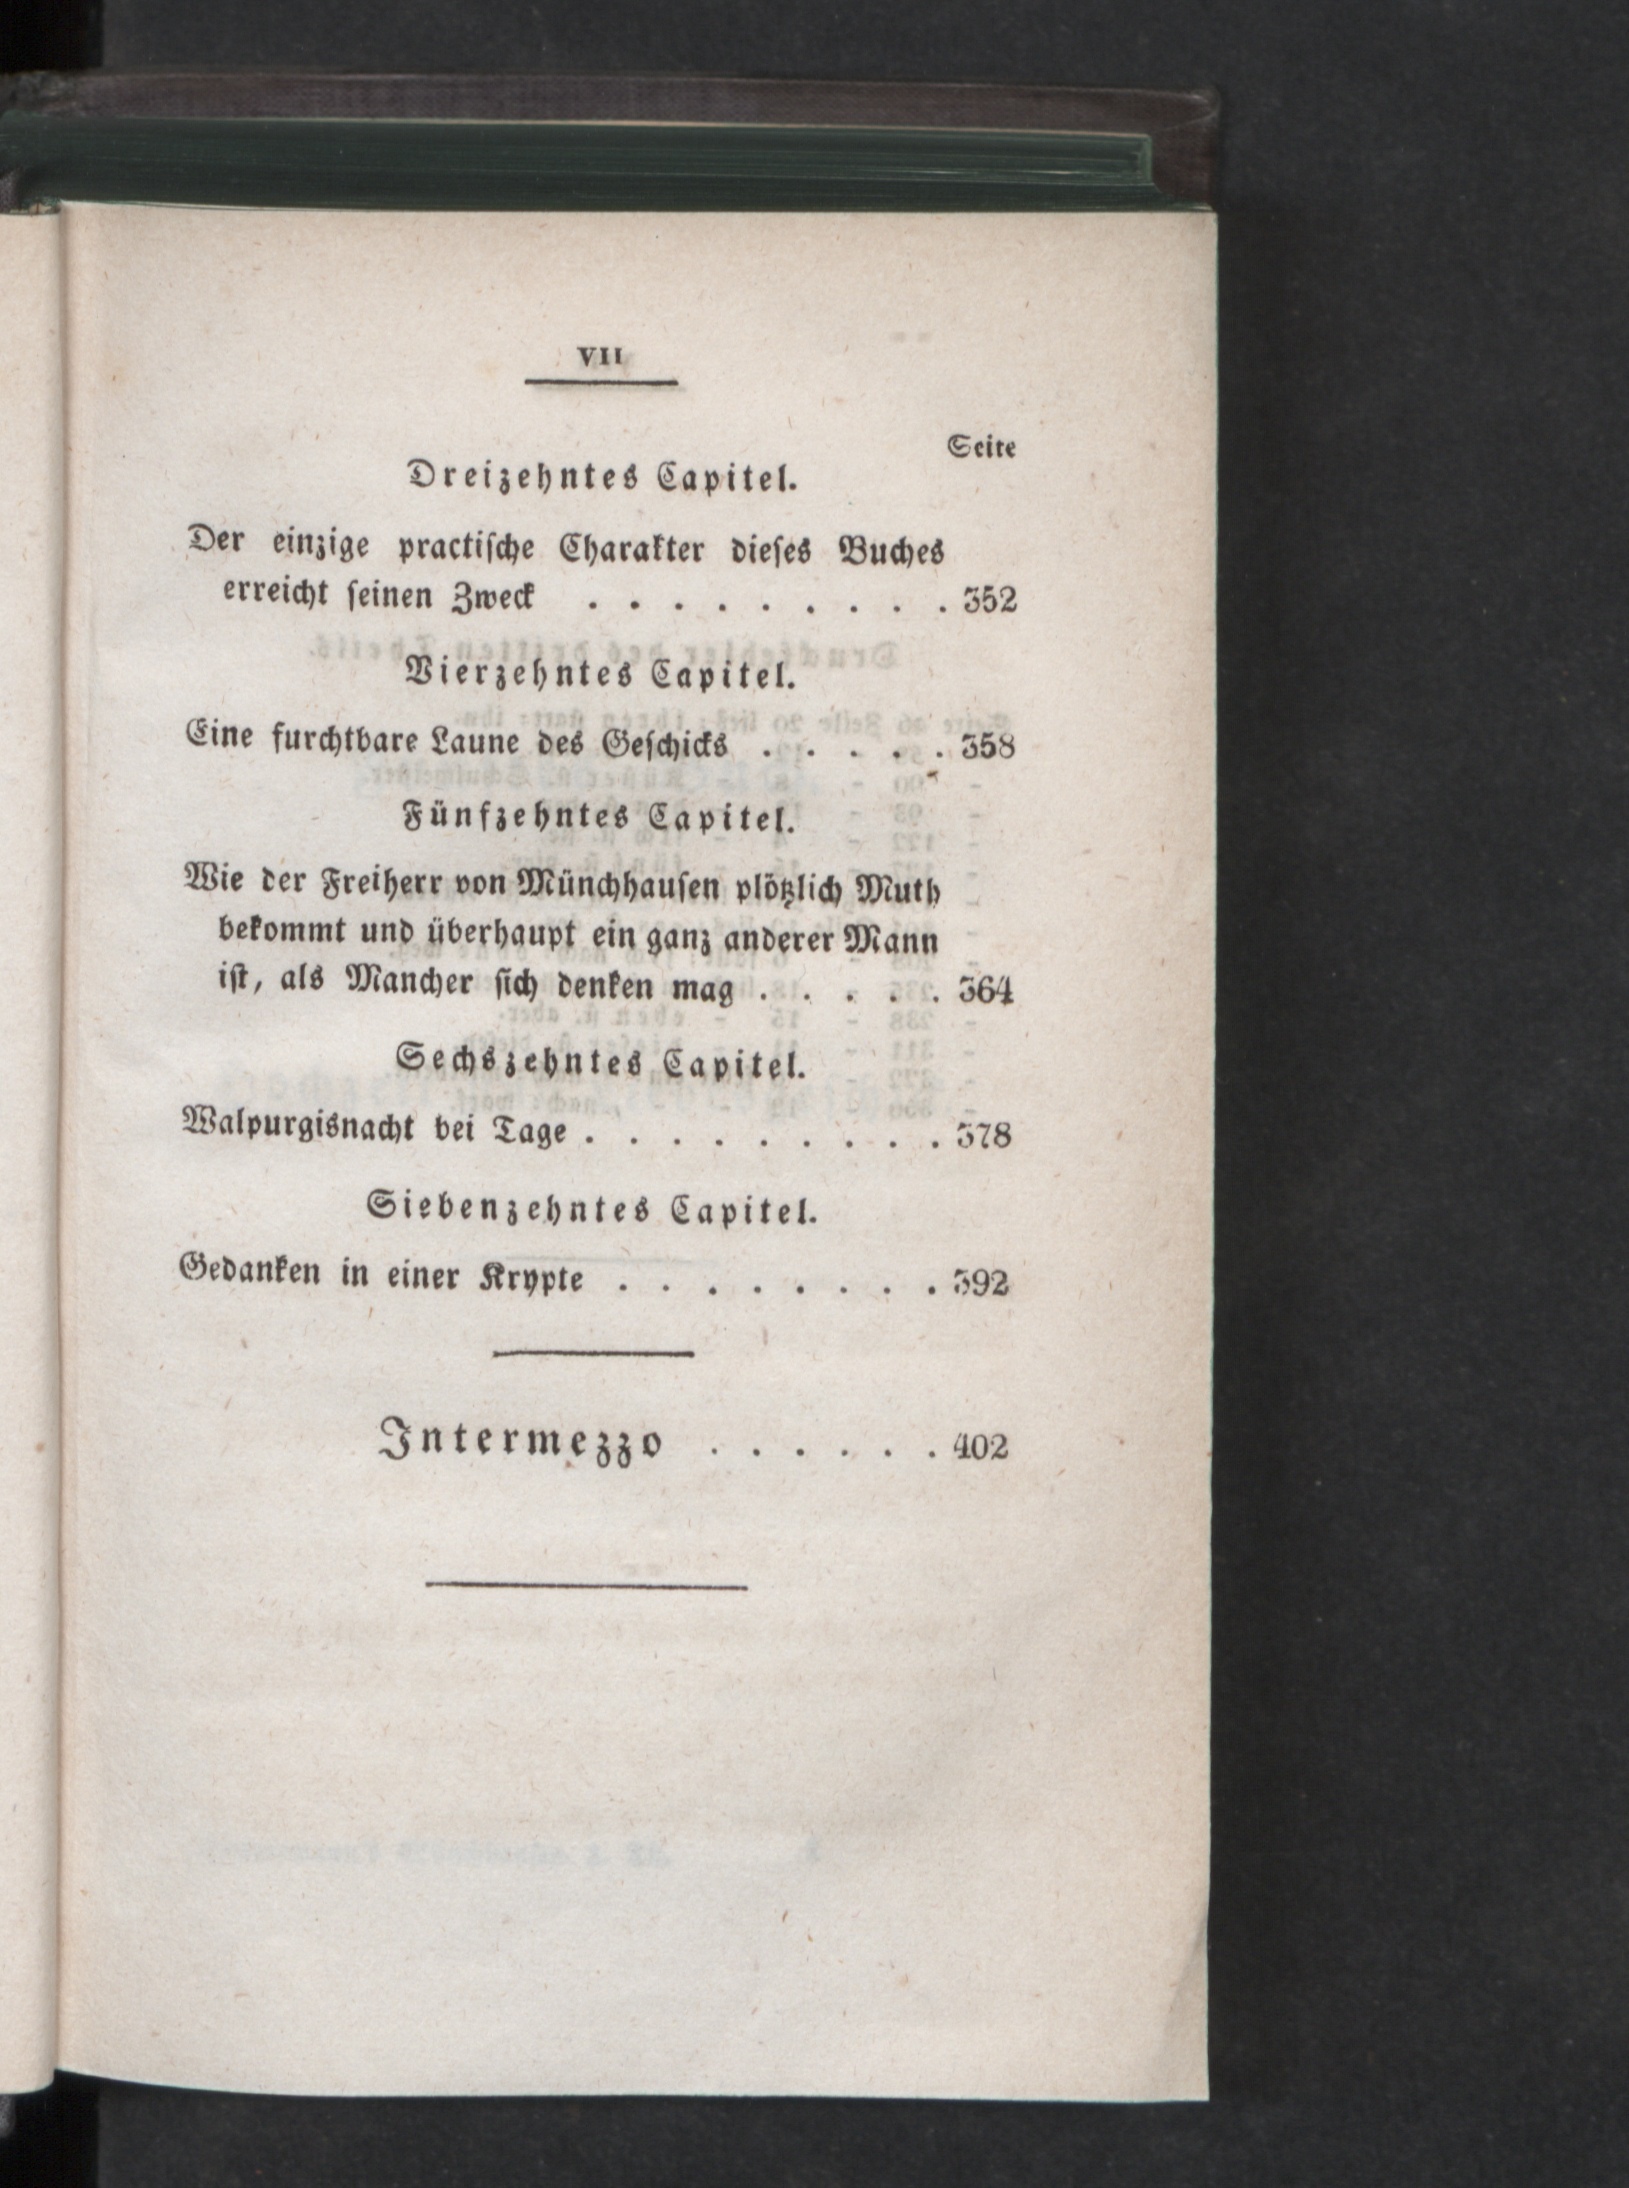 VII
Seite
Dreizehntes Capitel.
Der einzige practiſche Charakter dieſes Buches
erreicht ſeinen Zweck . . . . . . . . . 352
Vierzehntes Capitel.
Eine furchtbare Laune des Geſchicks . . . . . 358
Fünfzehntes Capitel.
Wie der Freiherr von Münchhauſen plötzlich Muth
bekommt und überhaupt ein ganz anderer Mann
iſt, als Mancher ſich denken mag . . . . . 364
Sechszehntes Capitel.
Walpurgisnacht bei Tage . . . . . . . . . 378
Siebenzehntes Capitel.
Gedanken in einer Krypte . . . . . . . . 392
Intermezzo . . . . . . 402